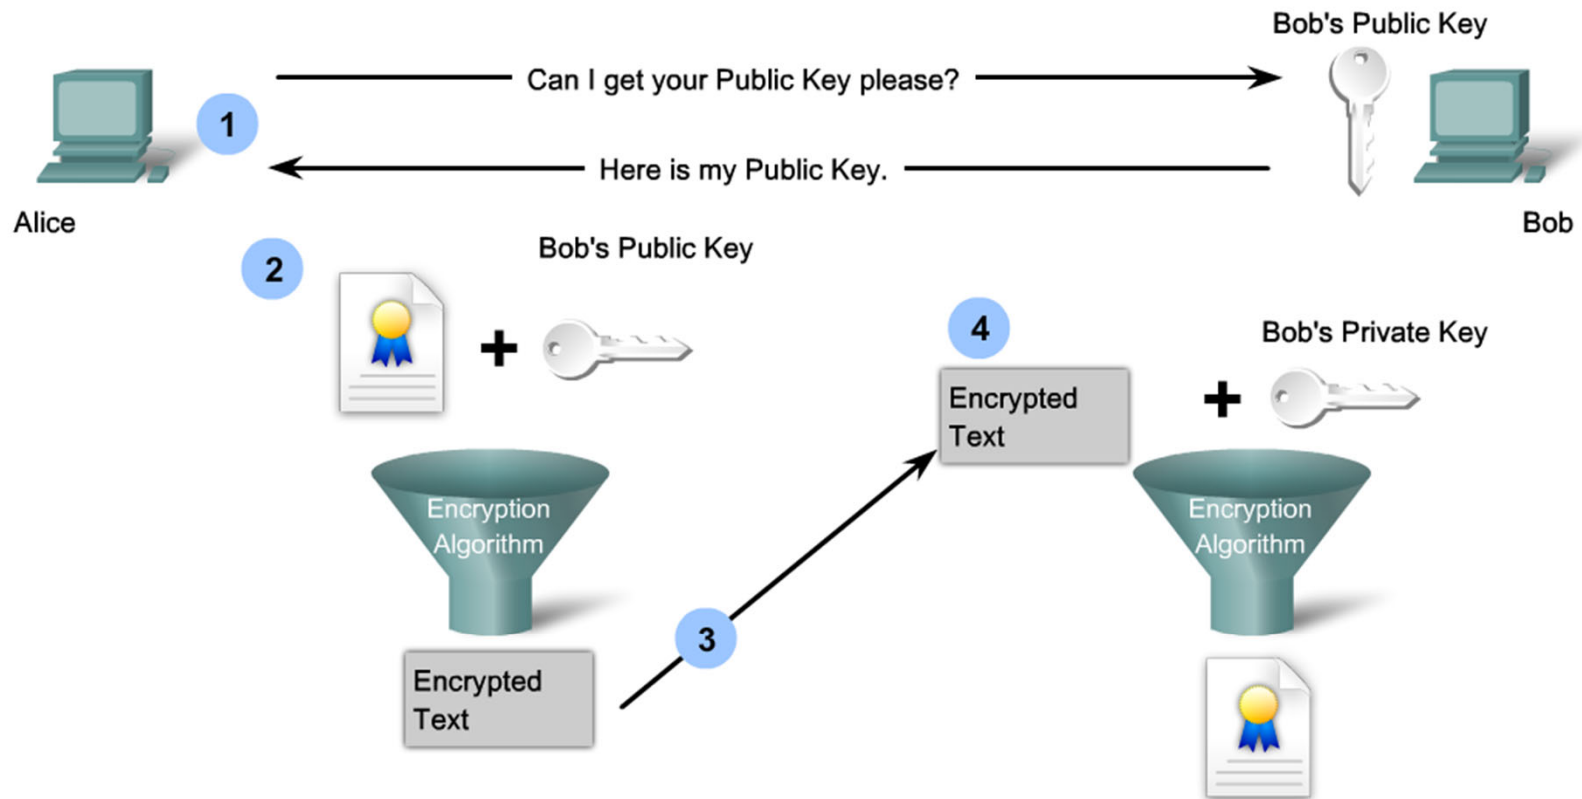 Bob's Public Key
Can I get your Public Key please?
1
Here is my Public Key.
Alice
Bob
2
Bob's Public Key
4
Bob's Private Key
Encrypted
Text
Encryption
Algorithm
Encryption
Algorithm
3
Encrypted
Text